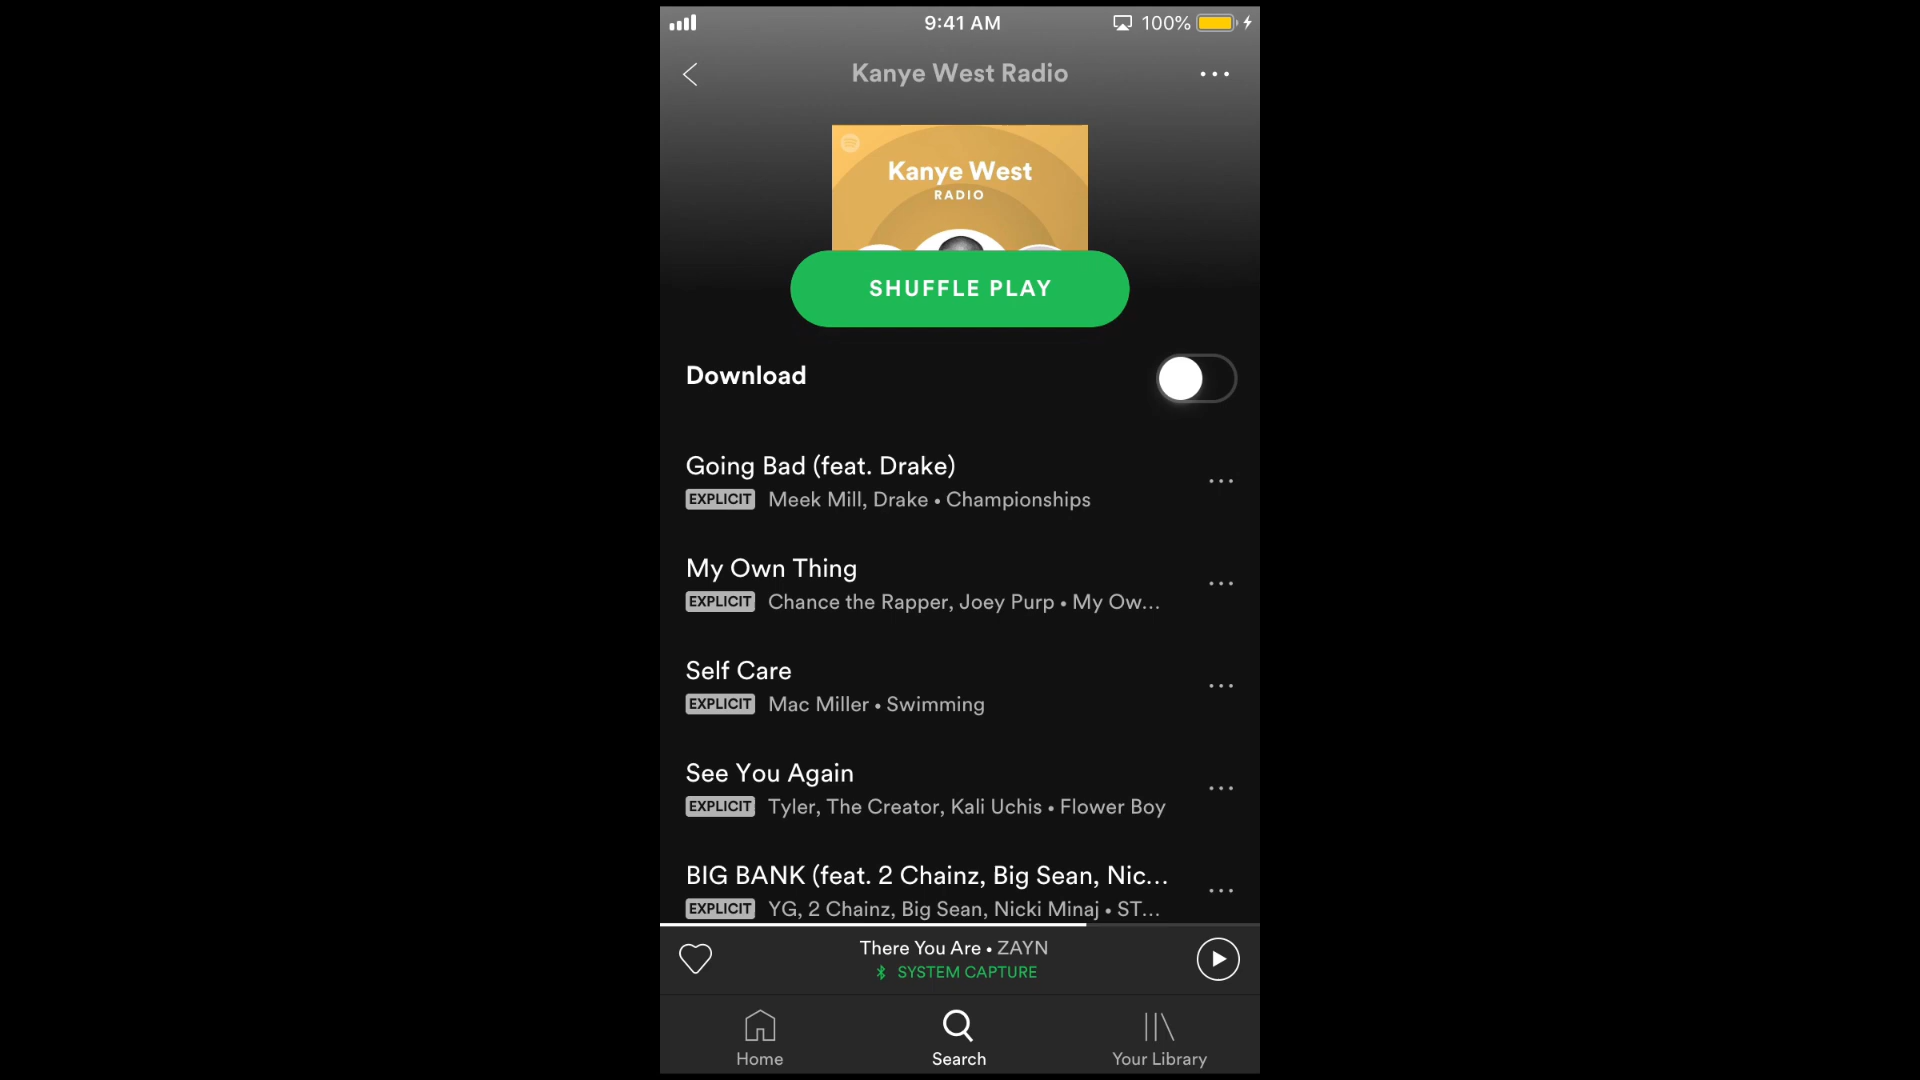 9:41 AM
100%
Kanye West Radio
Kanye West
RADIO
SHUFFLE PLAY
Download
Going Bad (feat. Drake)
EXPLICIT Meek Mill, Drake • Championships
My Own Thing
EXPLICIT Chance the Rapper, Joey Purp • My Ow...
Self Care
EXPLICIT Mac Miller • Swimming
See You Again
EXPLICIT Tyler, The Creator, Kali Uchis • Flower Boy
BIG BANK (feat. 2 Chainz, Big Sean, Nic...
EXPLICIT YG, 2 Chainz, Big Sean, Nicki Minaj • ST...
There You Are • ZAYN
SYSTEM CAPTURE
Home
Search
Your Library